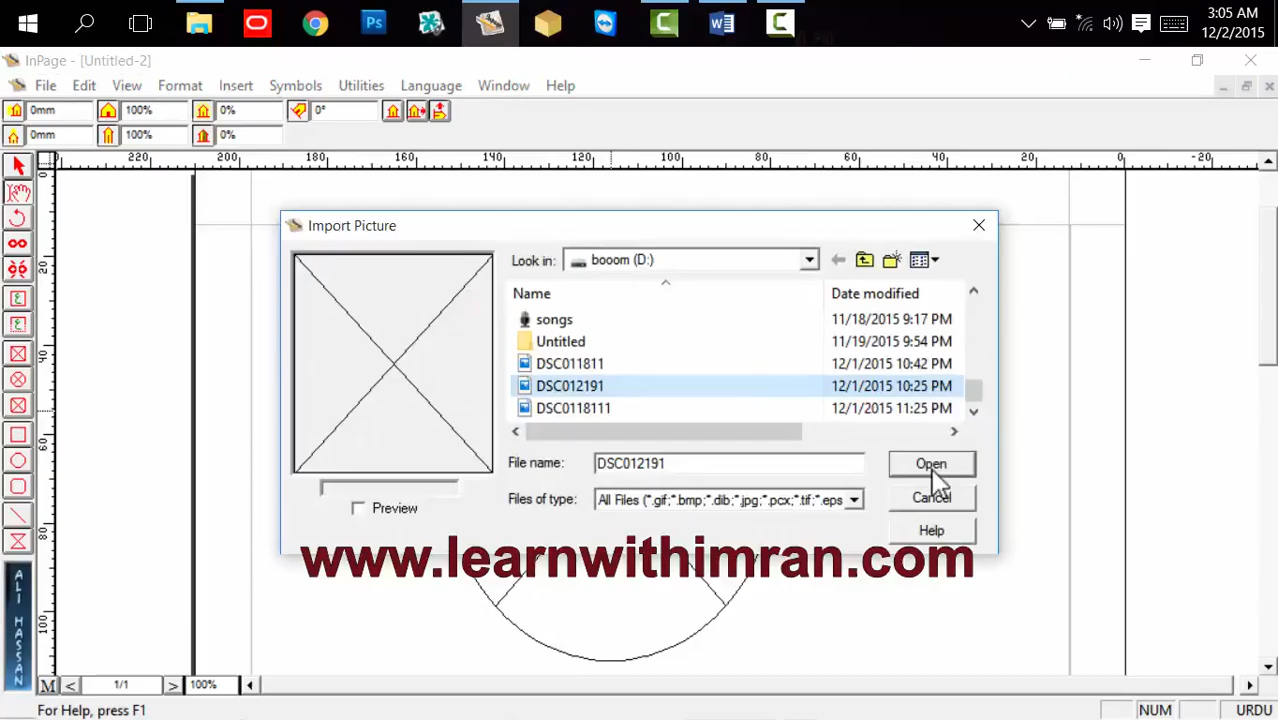 3:05 AM
12/2/2015
InPage - [Untitled-2]
File Edit View Format Insert Symbols Utilities Language Window Help
0mm 100% 0% 0°
0mm 100% 0%
220 200 180 160 140 120 100 80 60 40 20 0 -20
Import Picture
Look in: booom (D:)
Name Date modified
songs 11/18/2015 9:17 PM
Untitled 11/19/2015 9:54 PM
DSC011811 12/1/2015 10:42 PM
DSC012191 12/1/2015 10:25 PM
DSC0118111 12/1/2015 11:25 PM
File name: DSC012191 Open
Files of type: All Files (*.gif;*.bmp;*.dib;*.jpg;*.pcx;*.tif;*.eps Cancel
Preview Help
www.learnwithimran.com
0
20
40
60
80
100
ALI HASSAN
M 1/1 100%
For Help, press F1 NUM URDU